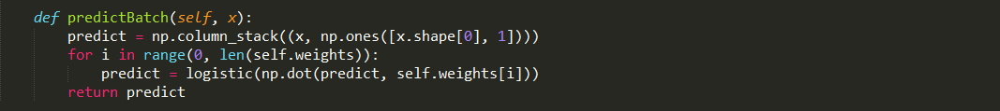 def predictBatch(self, x):
predict = np.column_stack((x, np.ones([x.shape[0], 1])))
for i in range(0, len(self.weights)):
predict = logistic(np.dot(predict, self.weights[i]))
return predict